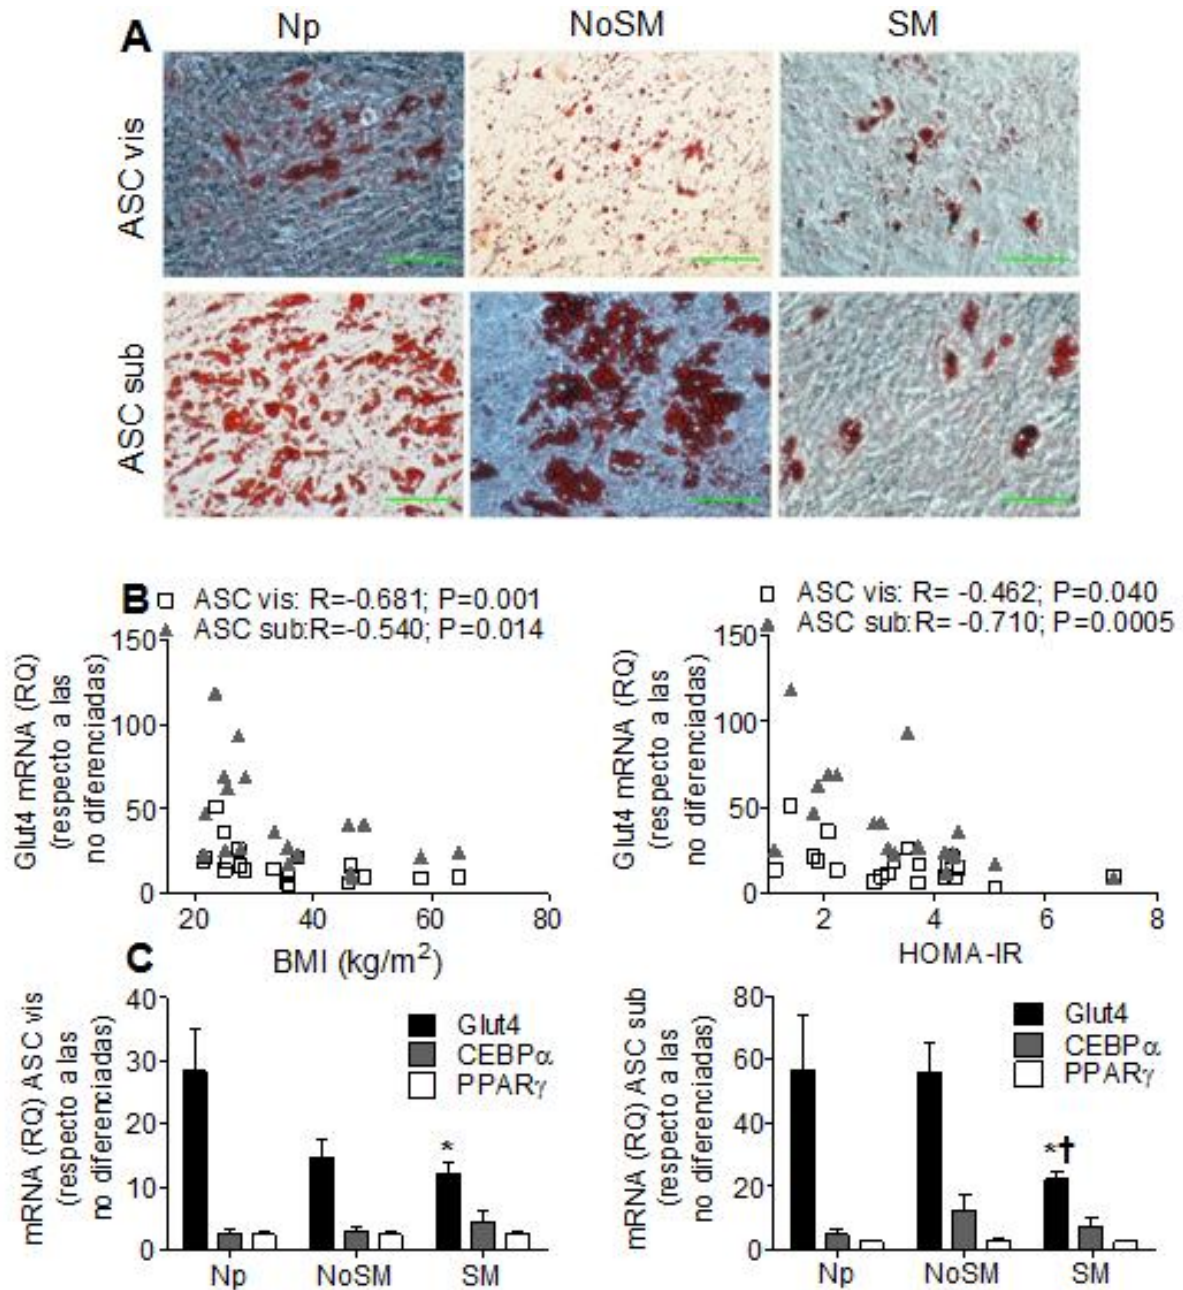 A
Np NoSM SM
ASC vis
ASC sub
B
ASC vis: R=-0.681; P=0.001
ASC sub:R=-0.540; P=0.014
Glut4 mRNA (RQ)
(respecto a las
no diferenciadas)
150
100
50
0
20 40 60 80
BMI (kg/m²)
ASC vis: R= -0.462; P=0.040
ASC sub:R= -0.710; P=0.0005
Glut4 mRNA (RQ)
(respecto a las
no diferenciadas)
150
100
50
0
2 4 6 8
HOMA-IR
C
mRNA (RQ) ASC vis
(respecto a las
no diferenciadas)
40
30
20
10
0
Glut4
CEBPα
PPARγ
*
Np NoSM SM
mRNA (RQ) ASC sub
(respecto a las
no diferenciadas)
80
60
40
20
0
Glut4
CEBPα
PPARγ
*†
Np NoSM SM